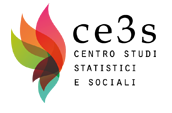 ce3s
CENTRO STUDI
STATISTICI
E SOCIALI